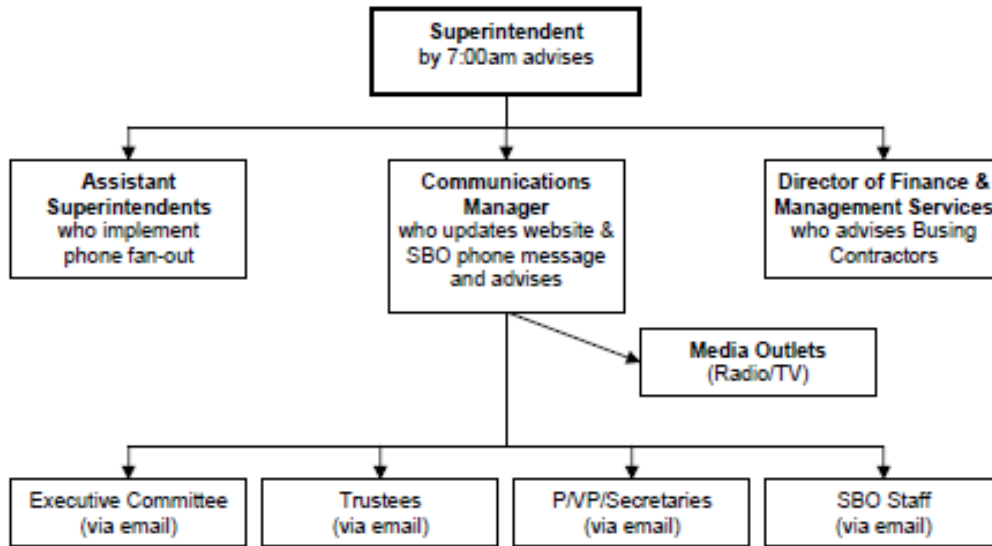 Superintendent
by 7:00am advises
Assistant
Superintendents
who implement
phone fan-out
Communications
Manager
who updates website &
SBO phone message
and advises
Director of Finance &
Management Services
who advises Busing
Contractors
Media Outlets
(Radio/TV)
Executive Committee
(via email)
Trustees
(via email)
P/VP/Secretaries
(via email)
SBO Staff
(via email)